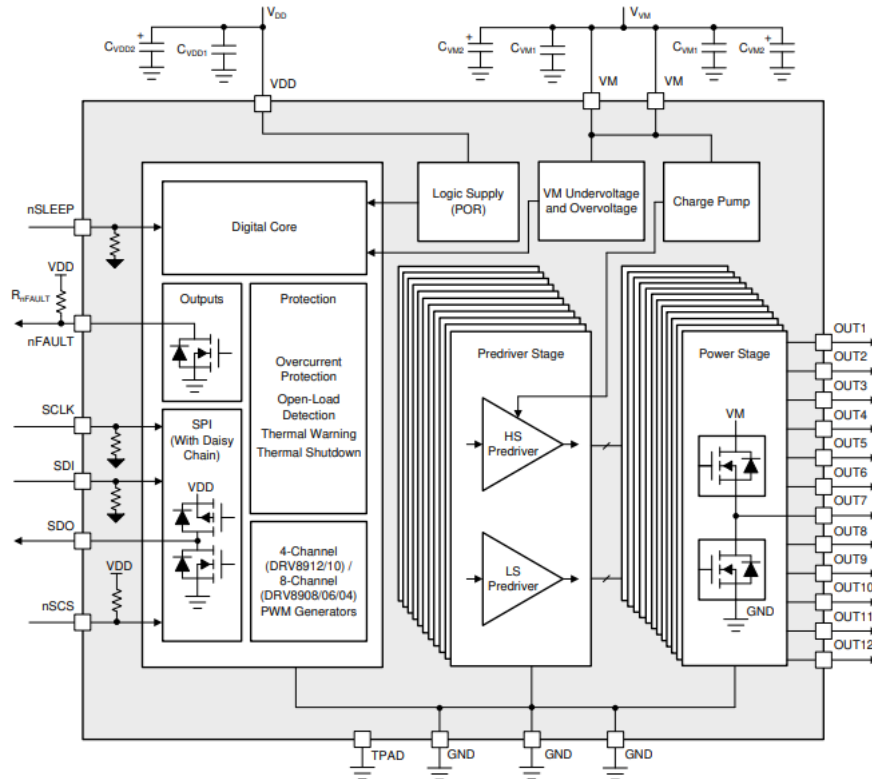 VDD
VVM
CVDD2
+
CVDD1
CVM2
+
CVM1
CVM1
+
CVM2
VDD
VM
VM
nSLEEP
Digital Core
Logic Supply
(POR)
VM Undervoltage
and Overvoltage
Charge Pump
VDD
RnFAULT
nFAULT
Outputs
Protection
Overcurrent
Protection
Open-Load
Detection
Thermal Warning
Thermal Shutdown
Predriver Stage
HS
Predriver
LS
Predriver
Power Stage
VM
GND
SCLK
SDI
SDO
VDD
nSCS
SPI
(With Daisy
Chain)
VDD
4-Channel
(DRV8912/10) /
8-Channel
(DRV8908/06/04)
PWM Generators
OUT1
OUT2
OUT3
OUT4
OUT5
OUT6
OUT7
OUT8
OUT9
OUT10
OUT11
OUT12
TPAD
GND
GND
GND